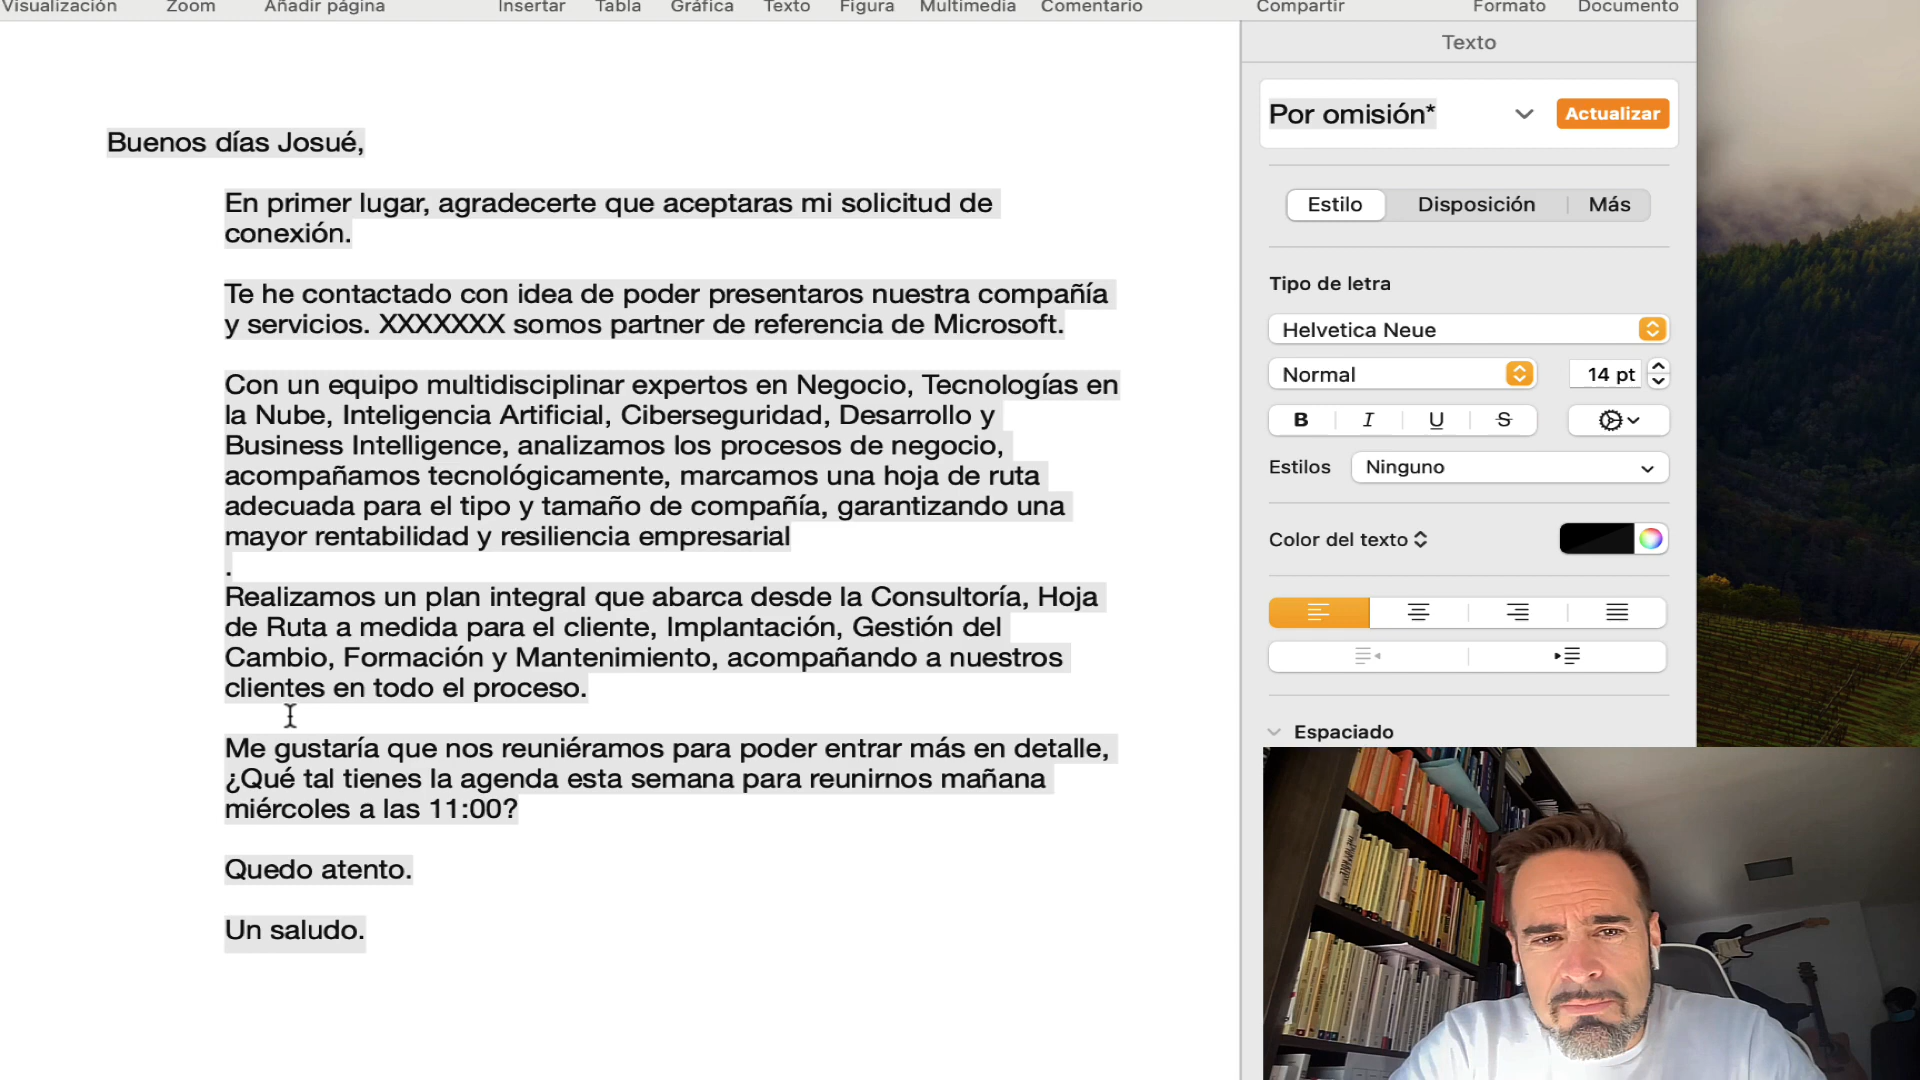 Visualización Zoom Añadir página Insertar Tabla Gráfica Texto Figura Multimedia Comentario Compartir Formato Documento
Texto
Por omisión* Actualizar
Buenos días Josué,
En primer lugar, agradecerte que aceptaras mi solicitud de
conexión.
Te he contactado con idea de poder presentaros nuestra compañía
y servicios. XXXXXXX somos partner de referencia de Microsoft.
Con un equipo multidisciplinar expertos en Negocio, Tecnologías en
la Nube, Inteligencia Artificial, Ciberseguridad, Desarrollo y
Business Intelligence, analizamos los procesos de negocio,
acompañamos tecnológicamente, marcamos una hoja de ruta
adecuada para el tipo y tamaño de compañía, garantizando una
mayor rentabilidad y resiliencia empresarial
.
Realizamos un plan integral que abarca desde la Consultoría, Hoja
de Ruta a medida para el cliente, Implantación, Gestión del
Cambio, Formación y Mantenimiento, acompañando a nuestros
clientes en todo el proceso.
Me gustaría que nos reuniéramos para poder entrar más en detalle,
¿Qué tal tienes la agenda esta semana para reunirnos mañana
miércoles a las 11:00?
Quedo atento.
Un saludo.
Estilo Disposición Más
Tipo de letra
Helvetica Neue
Normal 14 pt
B I U S
Estilos Ninguno
Color del texto
Espaciado